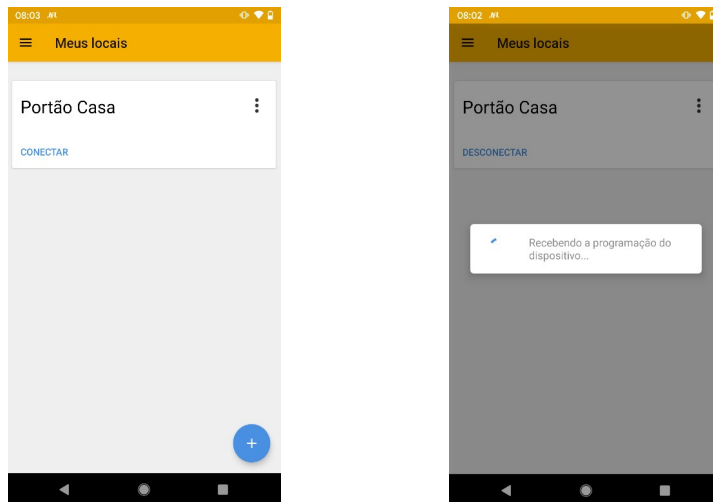 08:03
Meus locais
Portão Casa
CONECTAR
+
08:02
Meus locais
Portão Casa
DESCONECTAR
Recebendo a programação do
dispositivo...